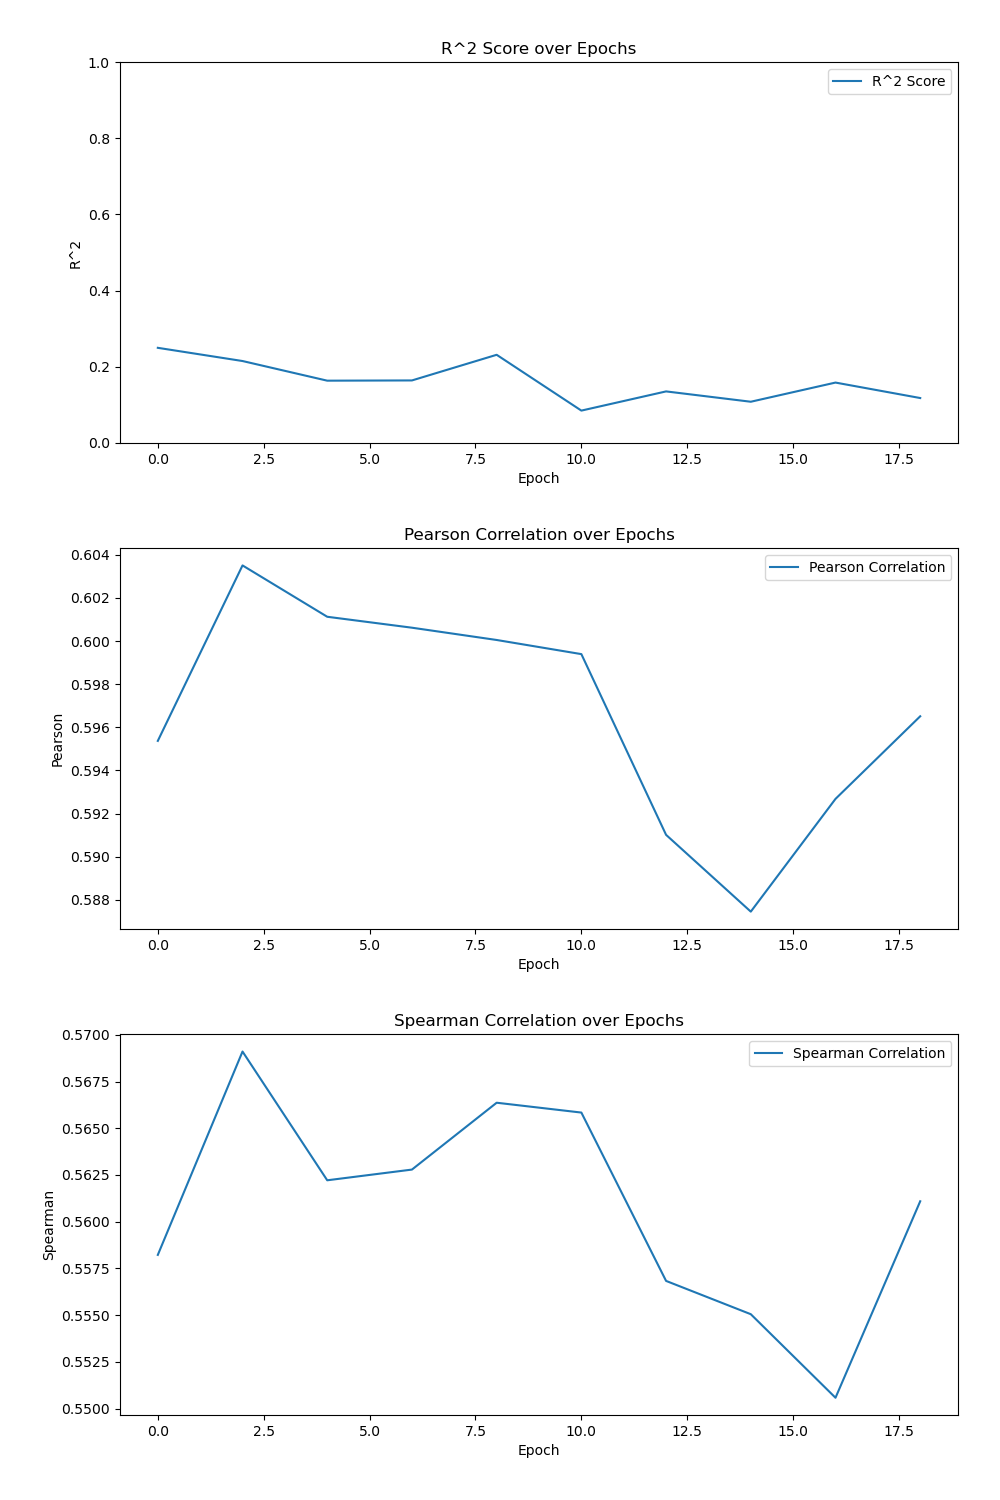 R^2 Score over Epochs
1.0
0.8
0.6
0.4
0.2
0.0
R^2
R^2 Score
0.0 2.5 5.0 7.5 10.0 12.5 15.0 17.5
Epoch
Pearson Correlation over Epochs
0.604
0.602
0.600
0.598
0.596
0.594
0.592
0.590
0.588
Pearson
Pearson Correlation
0.0 2.5 5.0 7.5 10.0 12.5 15.0 17.5
Epoch
Spearman Correlation over Epochs
0.5700
0.5675
0.5650
0.5625
0.5600
0.5575
0.5550
0.5525
0.5500
Spearman
Spearman Correlation
0.0 2.5 5.0 7.5 10.0 12.5 15.0 17.5
Epoch